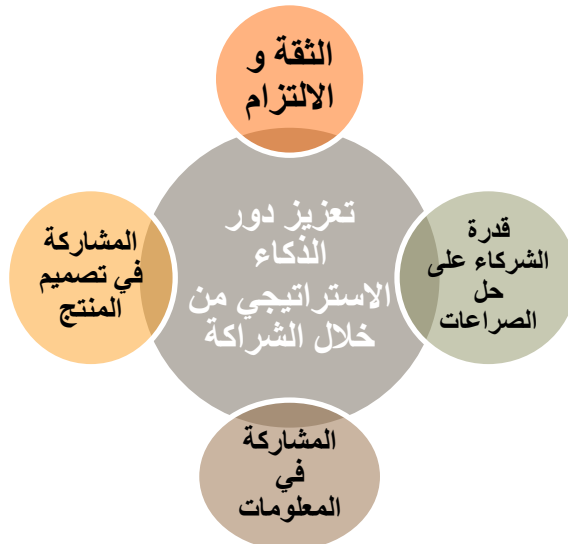 الثقة و
الالتزام
تعزيز دور
الذكاء
الاستراتيجي من
خلال الشراكة
قدرة
الشركاء على
حل
الصراعات
المشاركة
في تصميم
المنتج
المشاركة
في
المعلومات